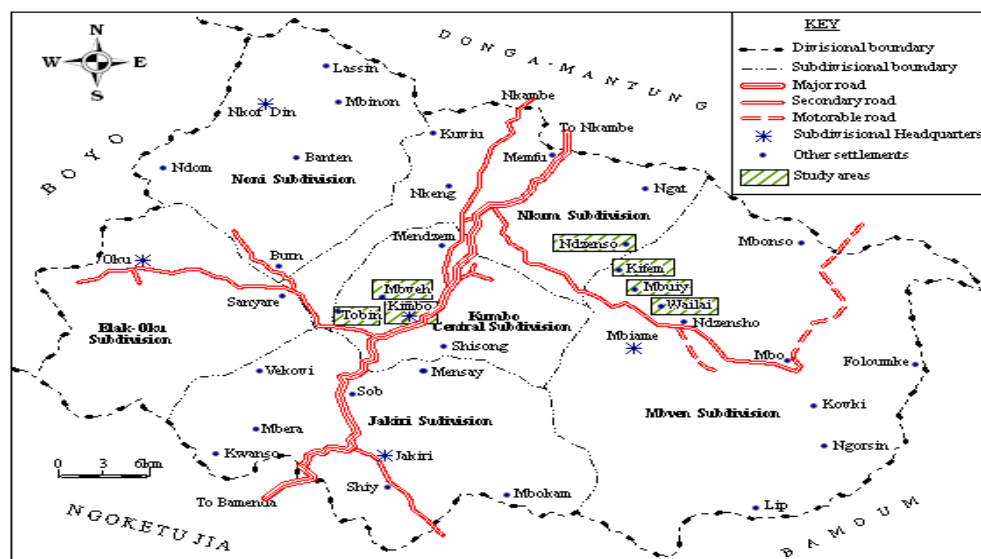 N
W E
S
DONGA-MANTUNG
BOYO
NGOKETUJIA
BAMOUM
KEY
Divisional boundary
Subdivisional boundary
Major road
Secondary road
Motorable road
Subdivisional Headquarters
Other settlements
Study areas
Lassin
Mbinon
Nkor Din
Nkambe
To Nkambe
Kuviu
Memfu
Banten
Ndom
Noni Subdivision
Nkeng
Ngat
Nkum Subdivision
Mendzem
Ndzenso
Mbonso
Oku
Bum
Kifem
Mbuiy
Mbveh
Sanyare
Wailai
Tobin
Kimbo
Kumbo
Central Subdivision
Ndzensho
Elak-Oku
Subdivision
Shisong
Mbiame
Mbo
Foloumke
Vekovi
Mensay
Sob
Jakiri Sudivision
Mbven Subdivision
Kovki
Mbera
Ngorsin
Kwanso
Jakiri
0 3 6km
Shiy
Mbokam
To Bamenda
Lip